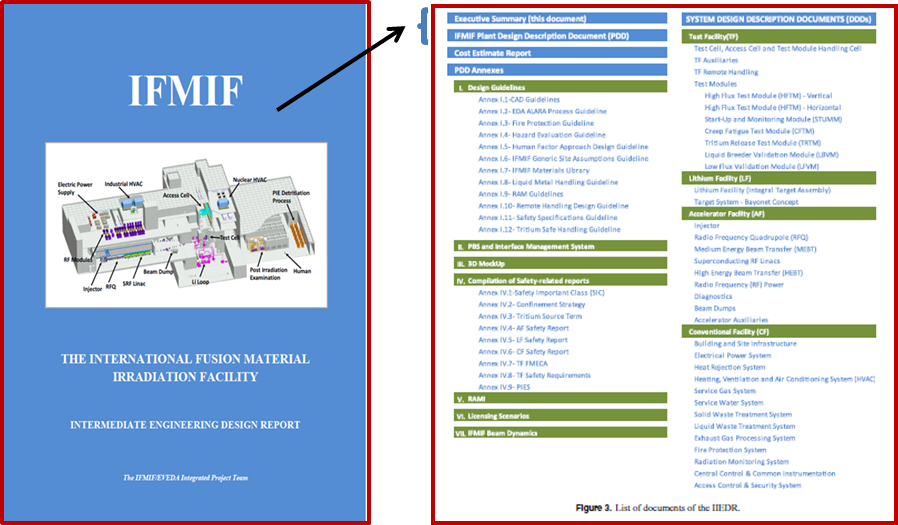 IFMIF
Electric Power
Supply
Industrial HVAC
Access Cell
Nuclear HVAC
PIE Detritiation
Process
Test Cell
RF Modules
Injector
RFQ
SRF Linac
Beam Dump
Li Loop
Post Irradiation
Examination
Human
THE INTERNATIONAL FUSION MATERIAL
IRRADIATION FACILITY
INTERMEDIATE ENGINEERING DESIGN REPORT
The IFMIF/EVEDA Integrated Project Team
{
Executive Summary (this document)
IFMIF Plant Design Description Document (PDD)
Cost Estimate Report
PDD Annexes
I. Design Guidelines
Annex I.1-CAD Guidelines
Annex I.2- EDA ALARA Process Guideline
Annex I.3- Fire Protection Guideline
Annex I.4- Hazard Evaluation Guideline
Annex I.5- Human Factor Approach Design Guideline
Annex I.6- IFMIF Generic Site Assumptions Guideline
Annex I.7- IFMIF Materials Library
Annex I.8- Liquid Metal Handling Guideline
Annex I.9- RAM Guidelines
Annex I.10- Remote Handling Design Guideline
Annex I.11- Safety Specifications Guideline
Annex I.12- Tritium Safe Handling Guideline
II. PBS and Interface Management System
III. 3D MockUp
IV. Compilation of Safety-related reports
Annex IV.1-Safety Important Class (SIC)
Annex IV.2- Confinement Strategy
Annex IV.3- Tritium Source Term
Annex IV.4- AF Safety Report
Annex IV.5- LF Safety Report
Annex IV.6- CF Safety Report
Annex IV.7- TF FMECA
Annex IV.8- TF Safety Requirements
Annex IV.9- PIES
V. RAMI
VI. Licensing Scenarios
VII. IFMIF Beam Dynamics
SYSTEM DESIGN DESCRIPTION DOCUMENTS (DDDs)
Test Facility(TF)
Test Cell, Access Cell and Test Module Handling Cell
TF Auxiliaries
TF Remote Handling
Test Modules
High Flux Test Module (HFTM) - Vertical
High Flux Test Module (HFTM) - Horizontal
Start-Up and Monitoring Module (STUMM)
Creep Fatigue Test Module (CFTM)
Tritium Release Test Module (TRTM)
Liquid Breeder Validation Module (LBVM)
Low Flux Validation Module (LFVM)
Lithium Facility (LF)
Lithium Facility (Integral Target Assembly)
Target System - Bayonet Concept
Accelerator Facility (AF)
Injector
Radio Frequency Quadrupole (RFQ)
Medium Energy Beam Transfer (MEBT)
Superconducting RF Linacs
High Energy Beam Transfer (HEBT)
Radio Frequency (RF) Power
Diagnostics
Beam Dumps
Accelerator Auxiliaries
Conventional Facility (CF)
Building and Site Infrastructure
Electrical Power System
Heat Rejection System
Heating, Ventilation and Air Conditioning System (HVAC)
Service Gas System
Service Water System
Solid Waste Treatment System
Liquid Waste Treatment System
Exhaust Gas Processing System
Fire Protection System
Radiation Monitoring System
Central Control & Common Instrumentation
Access Control & Security System
Figure 3. List of documents of the IIEDR.